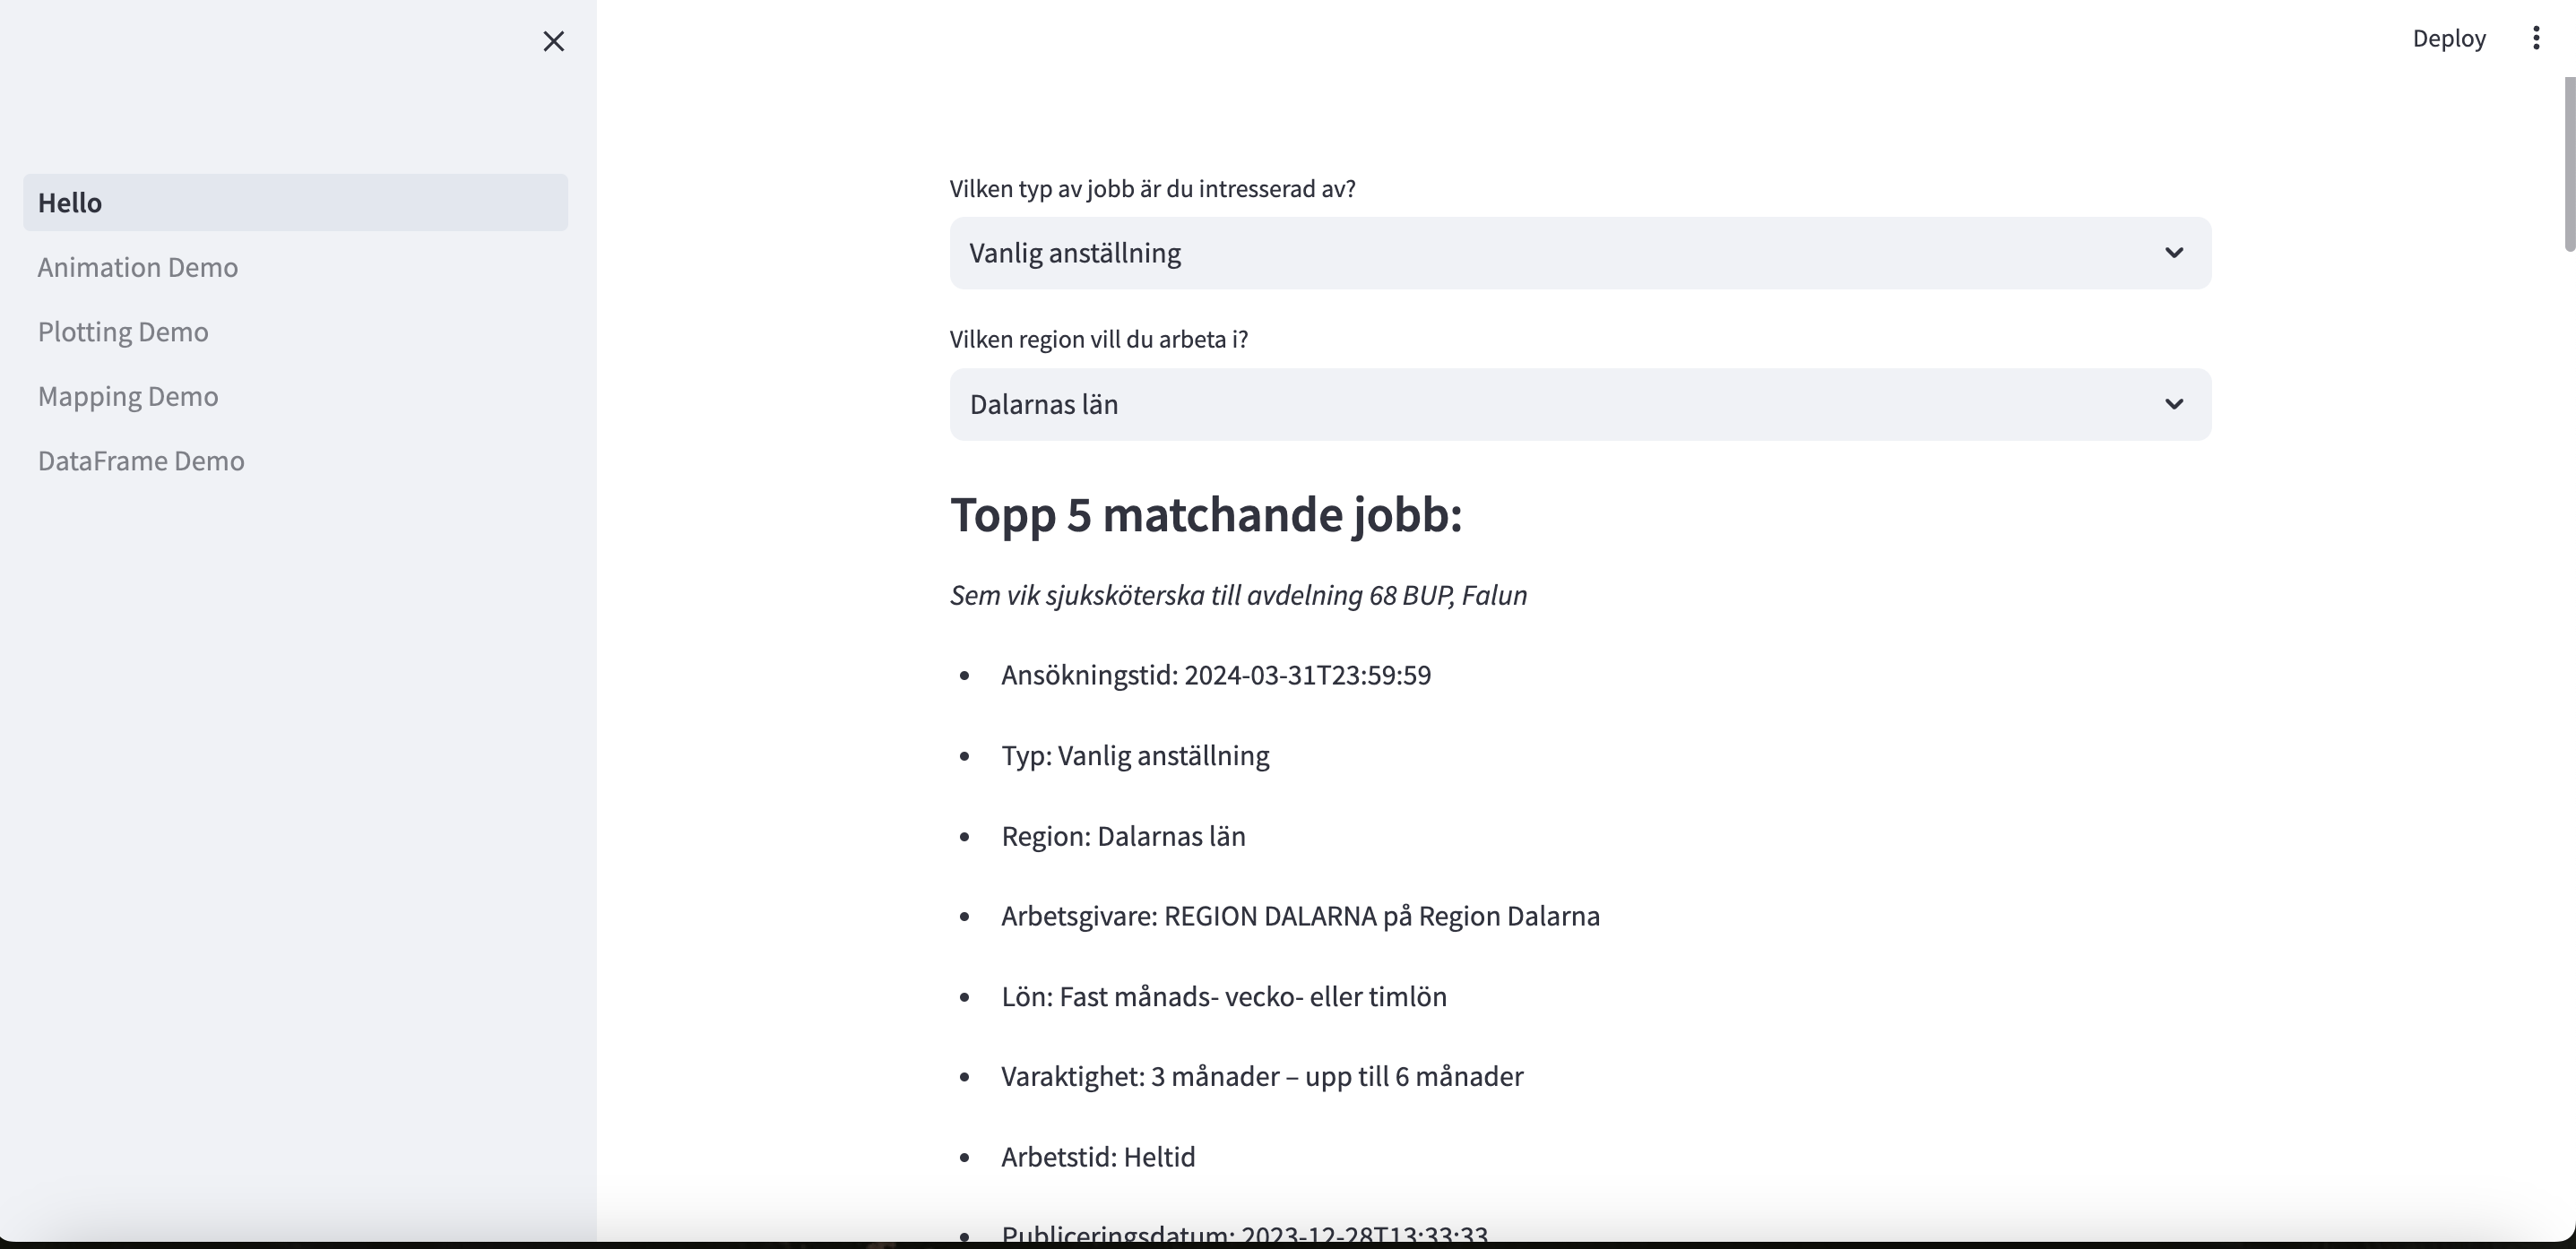 Deploy
Hello
Animation Demo
Plotting Demo
Mapping Demo
DataFrame Demo
Vilken typ av jobb är du intresserad av?
Vanlig anställning
Vilken region vill du arbeta i?
Dalarnas län
Topp 5 matchande jobb:
Sem vik sjuksköterska till avdelning 68 BUP, Falun
Ansökningstid: 2024-03-31T23:59:59
Typ: Vanlig anställning
Region: Dalarnas län
Arbetsgivare: REGION DALARNA på Region Dalarna
Lön: Fast månads- vecko- eller timlön
Varaktighet: 3 månader – upp till 6 månader
Arbetstid: Heltid
Publiceringsdatum: 2023-12-28T13:33:33